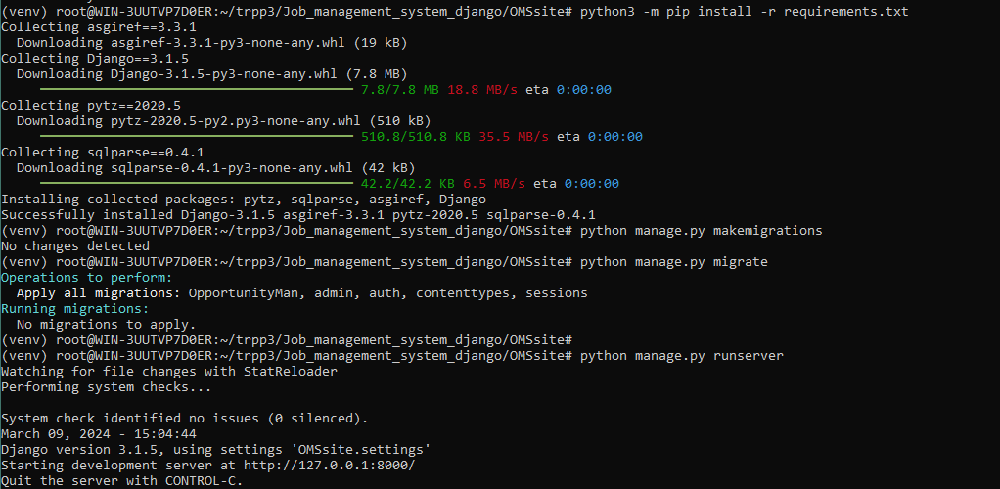 (venv) root@WIN-3UUTVP7D0ER:~/trpp3/Job_management_system_django/OMSsite# python3 -m pip install -r requirements.txt
Collecting asgiref==3.3.1
  Downloading asgiref-3.3.1-py3-none-any.whl (19 kB)
Collecting Django==3.1.5
  Downloading Django-3.1.5-py3-none-any.whl (7.8 MB)
7.8/7.8 MB 18.8 MB/s eta 0:00:00
Collecting pytz==2020.5
  Downloading pytz-2020.5-py2.py3-none-any.whl (510 kB)
510.8/510.8 KB 35.5 MB/s eta 0:00:00
Collecting sqlparse==0.4.1
  Downloading sqlparse-0.4.1-py3-none-any.whl (42 kB)
42.2/42.2 KB 6.5 MB/s eta 0:00:00
Installing collected packages: pytz, sqlparse, asgiref, Django
Successfully installed Django-3.1.5 asgiref-3.3.1 pytz-2020.5 sqlparse-0.4.1
(venv) root@WIN-3UUTVP7D0ER:~/trpp3/Job_management_system_django/OMSsite# python manage.py makemigrations
No changes detected
(venv) root@WIN-3UUTVP7D0ER:~/trpp3/Job_management_system_django/OMSsite# python manage.py migrate
Operations to perform:
  Apply all migrations: OpportunityMan, admin, auth, contenttypes, sessions
Running migrations:
  No migrations to apply.
(venv) root@WIN-3UUTVP7D0ER:~/trpp3/Job_management_system_django/OMSsite#
(venv) root@WIN-3UUTVP7D0ER:~/trpp3/Job_management_system_django/OMSsite# python manage.py runserver
Watching for file changes with StatReloader
Performing system checks...

System check identified no issues (0 silenced).
March 09, 2024 - 15:04:44
Django version 3.1.5, using settings 'OMSsite.settings'
Starting development server at http://127.0.0.1:8000/
Quit the server with CONTROL-C.